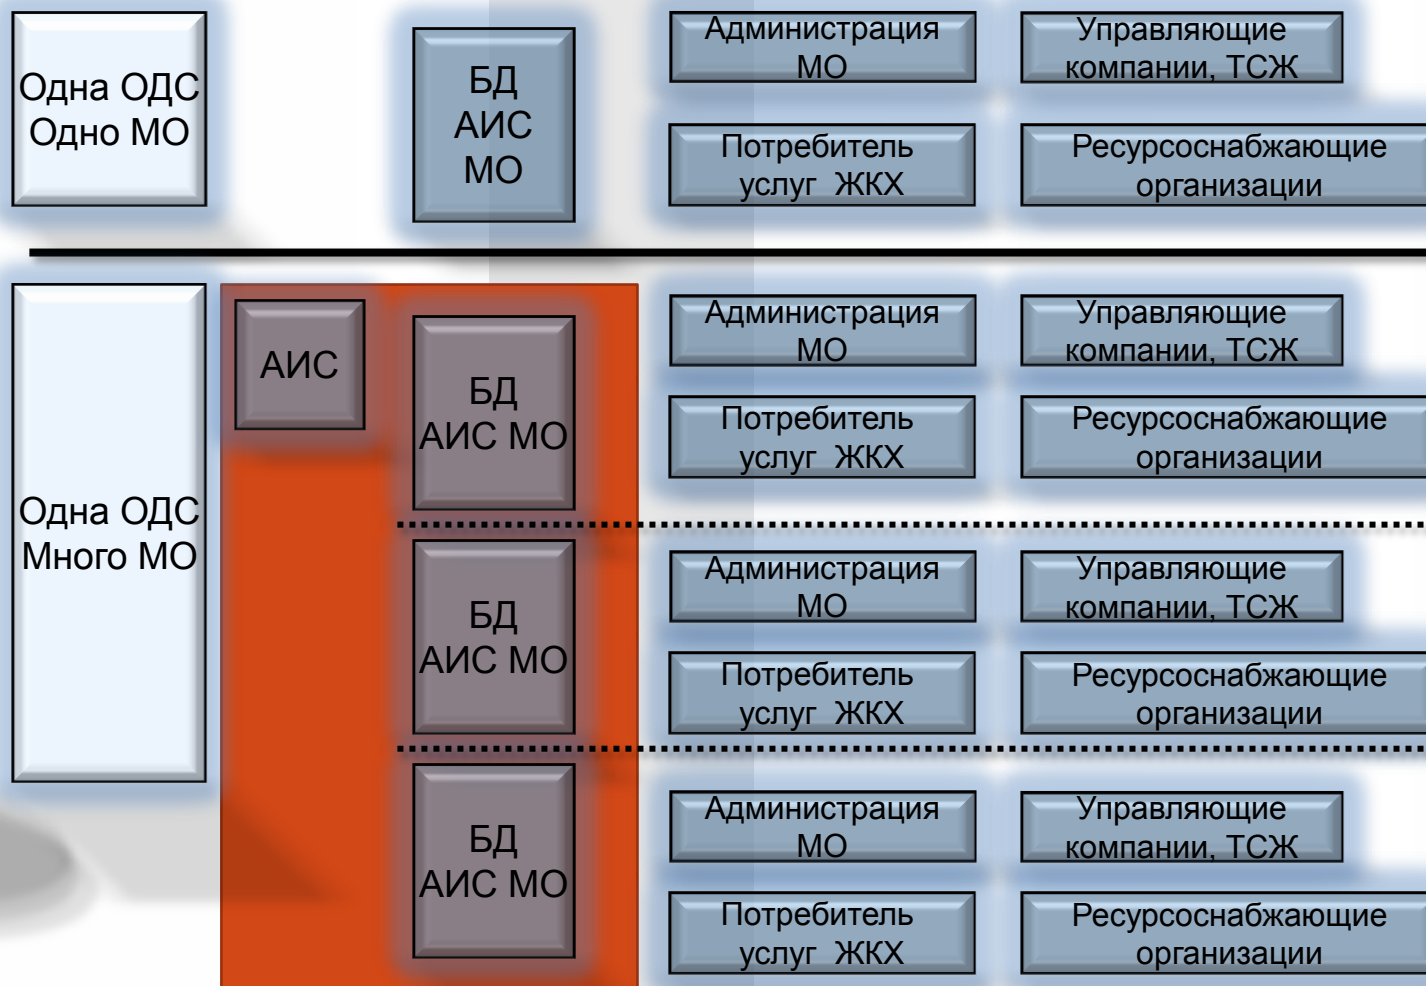 Одна ОДС
Одно МО
БД
АИС
МО
Администрация
МО
Управляющие
компании, ТСЖ
Потребитель
услуг ЖКХ
Ресурсоснабжающие
организации
Одна ОДС
Много МО
АИС
БД
АИС МО
Администрация
МО
Управляющие
компании, ТСЖ
Потребитель
услуг ЖКХ
Ресурсоснабжающие
организации
БД
АИС МО
Администрация
МО
Управляющие
компании, ТСЖ
Потребитель
услуг ЖКХ
Ресурсоснабжающие
организации
БД
АИС МО
Администрация
МО
Управляющие
компании, ТСЖ
Потребитель
услуг ЖКХ
Ресурсоснабжающие
организации